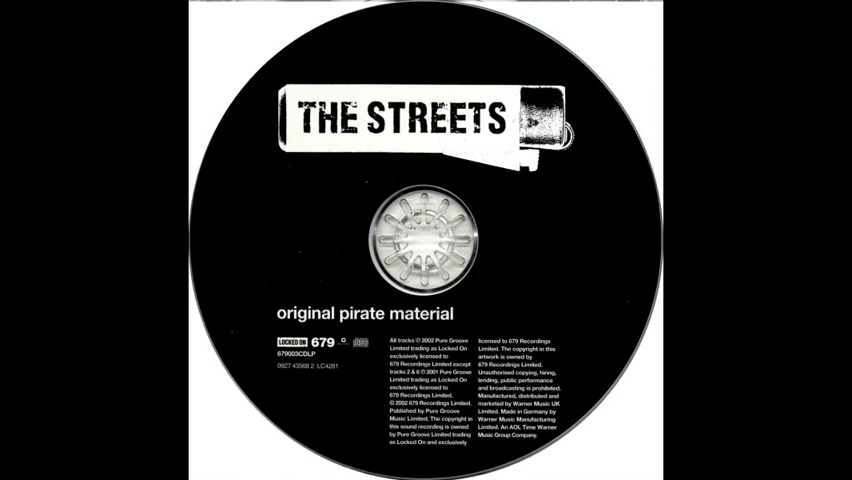 THE STREETS
original pirate material
LOCKED ON 679
679003CDLP
0927 43568 2 LC4281
All tracks ℗ 2002 Pure Groove
Limited trading as Locked On
exclusively licensed to
679 Recordings Limited except
tracks 2 & 6 ℗ 2001 Pure Groove
Limited trading as Locked On
exclusively licensed to
679 Recordings Limited.
© 2002 679 Recordings Limited.
Published by Pure Groove
Music Limited. The copyright in
this sound recording is owned
by Pure Groove Limited trading
as Locked On and exclusively
licensed to 679 Recordings
Limited. The copyright in this
artwork is owned by
679 Recordings Limited.
Unauthorised copying, hiring,
lending, public performance
and broadcasting is prohibited.
Manufactured, distributed and
marketed by Warner Music UK
Limited. Made in Germany by
Warner Music Manufacturing
Limited. An AOL Time Warner
Music Group Company.